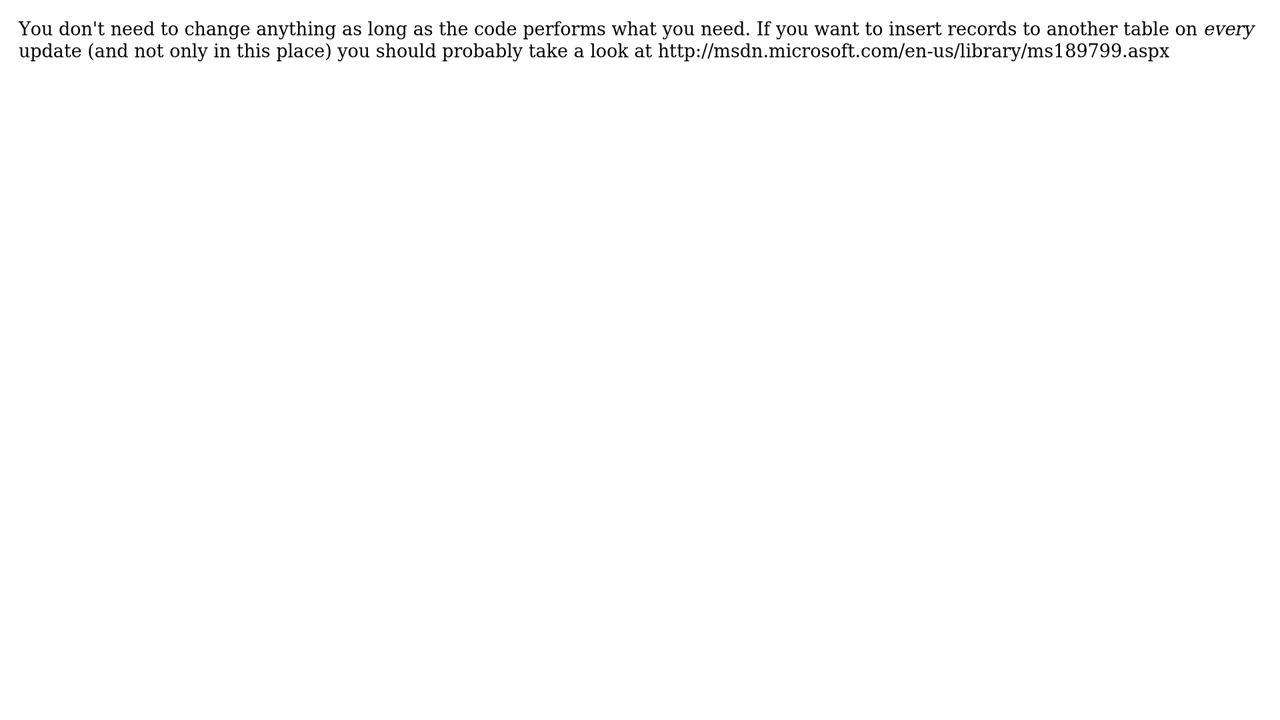 You don't need to change anything as long as the code performs what you need. If you want to insert records to another table on every
update (and not only in this place) you should probably take a look at http://msdn.microsoft.com/en-us/library/ms189799.aspx